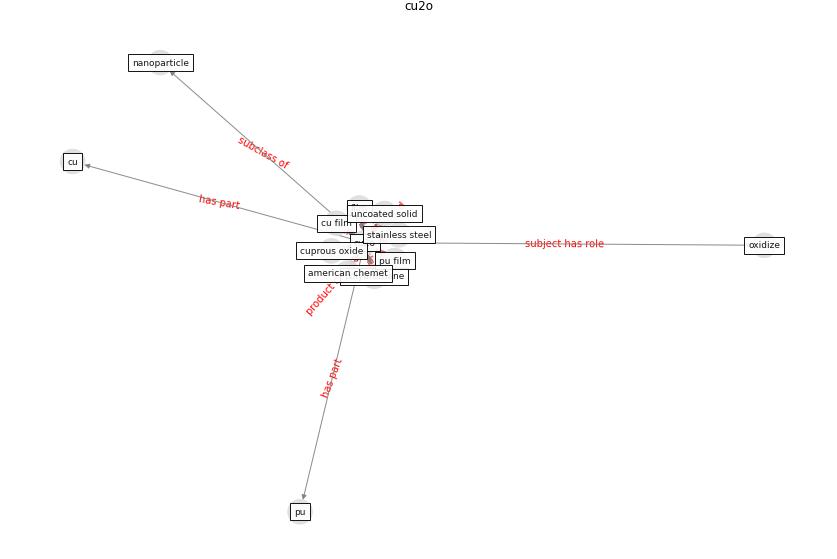 cu2o
nanoparticle
subclass of
cu
has part
uncoated solid
cu film
stainless steel
subject has role
oxidize
cuprous oxide
pu film
american chemet
product
has part
pu